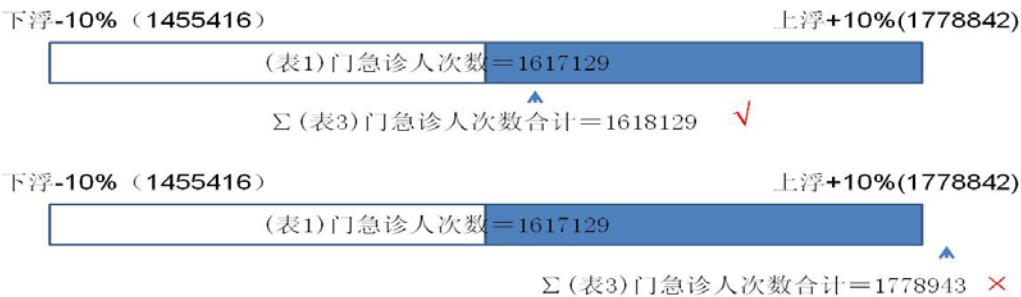 下浮-10%（1455416） 上浮+10%(1778842)
(表1)门急诊人次数＝1617129
Σ(表3)门急诊人次数合计＝1618129 √
下浮-10%（1455416） 上浮+10%(1778842)
(表1)门急诊人次数＝1617129
Σ(表3)门急诊人次数合计＝1778943 ×